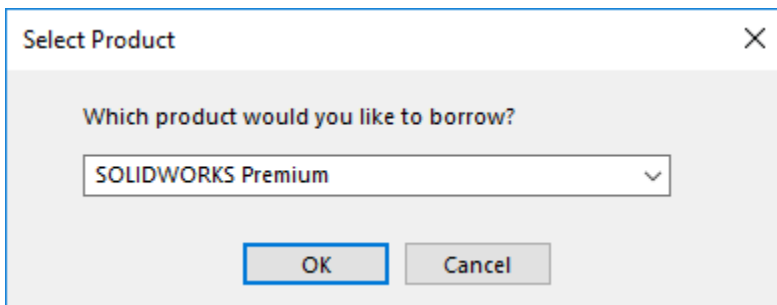 Select Product
Which product would you like to borrow?
SOLIDWORKS Premium
OK Cancel